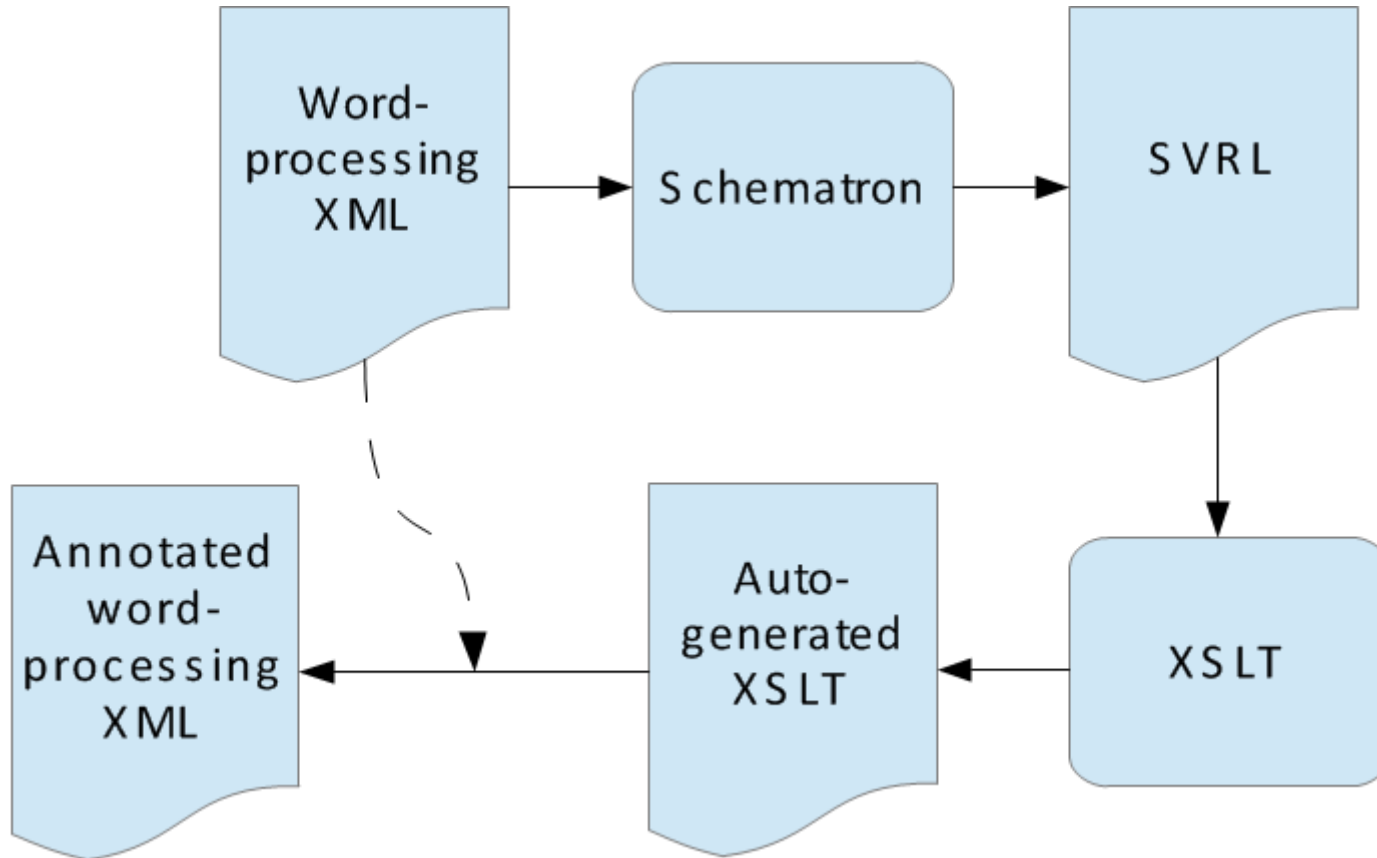 Word-
processing
XML
Schematron
SVRL
Annotated
word-
processing
XML
Auto-
generated
XSLT
XSLT